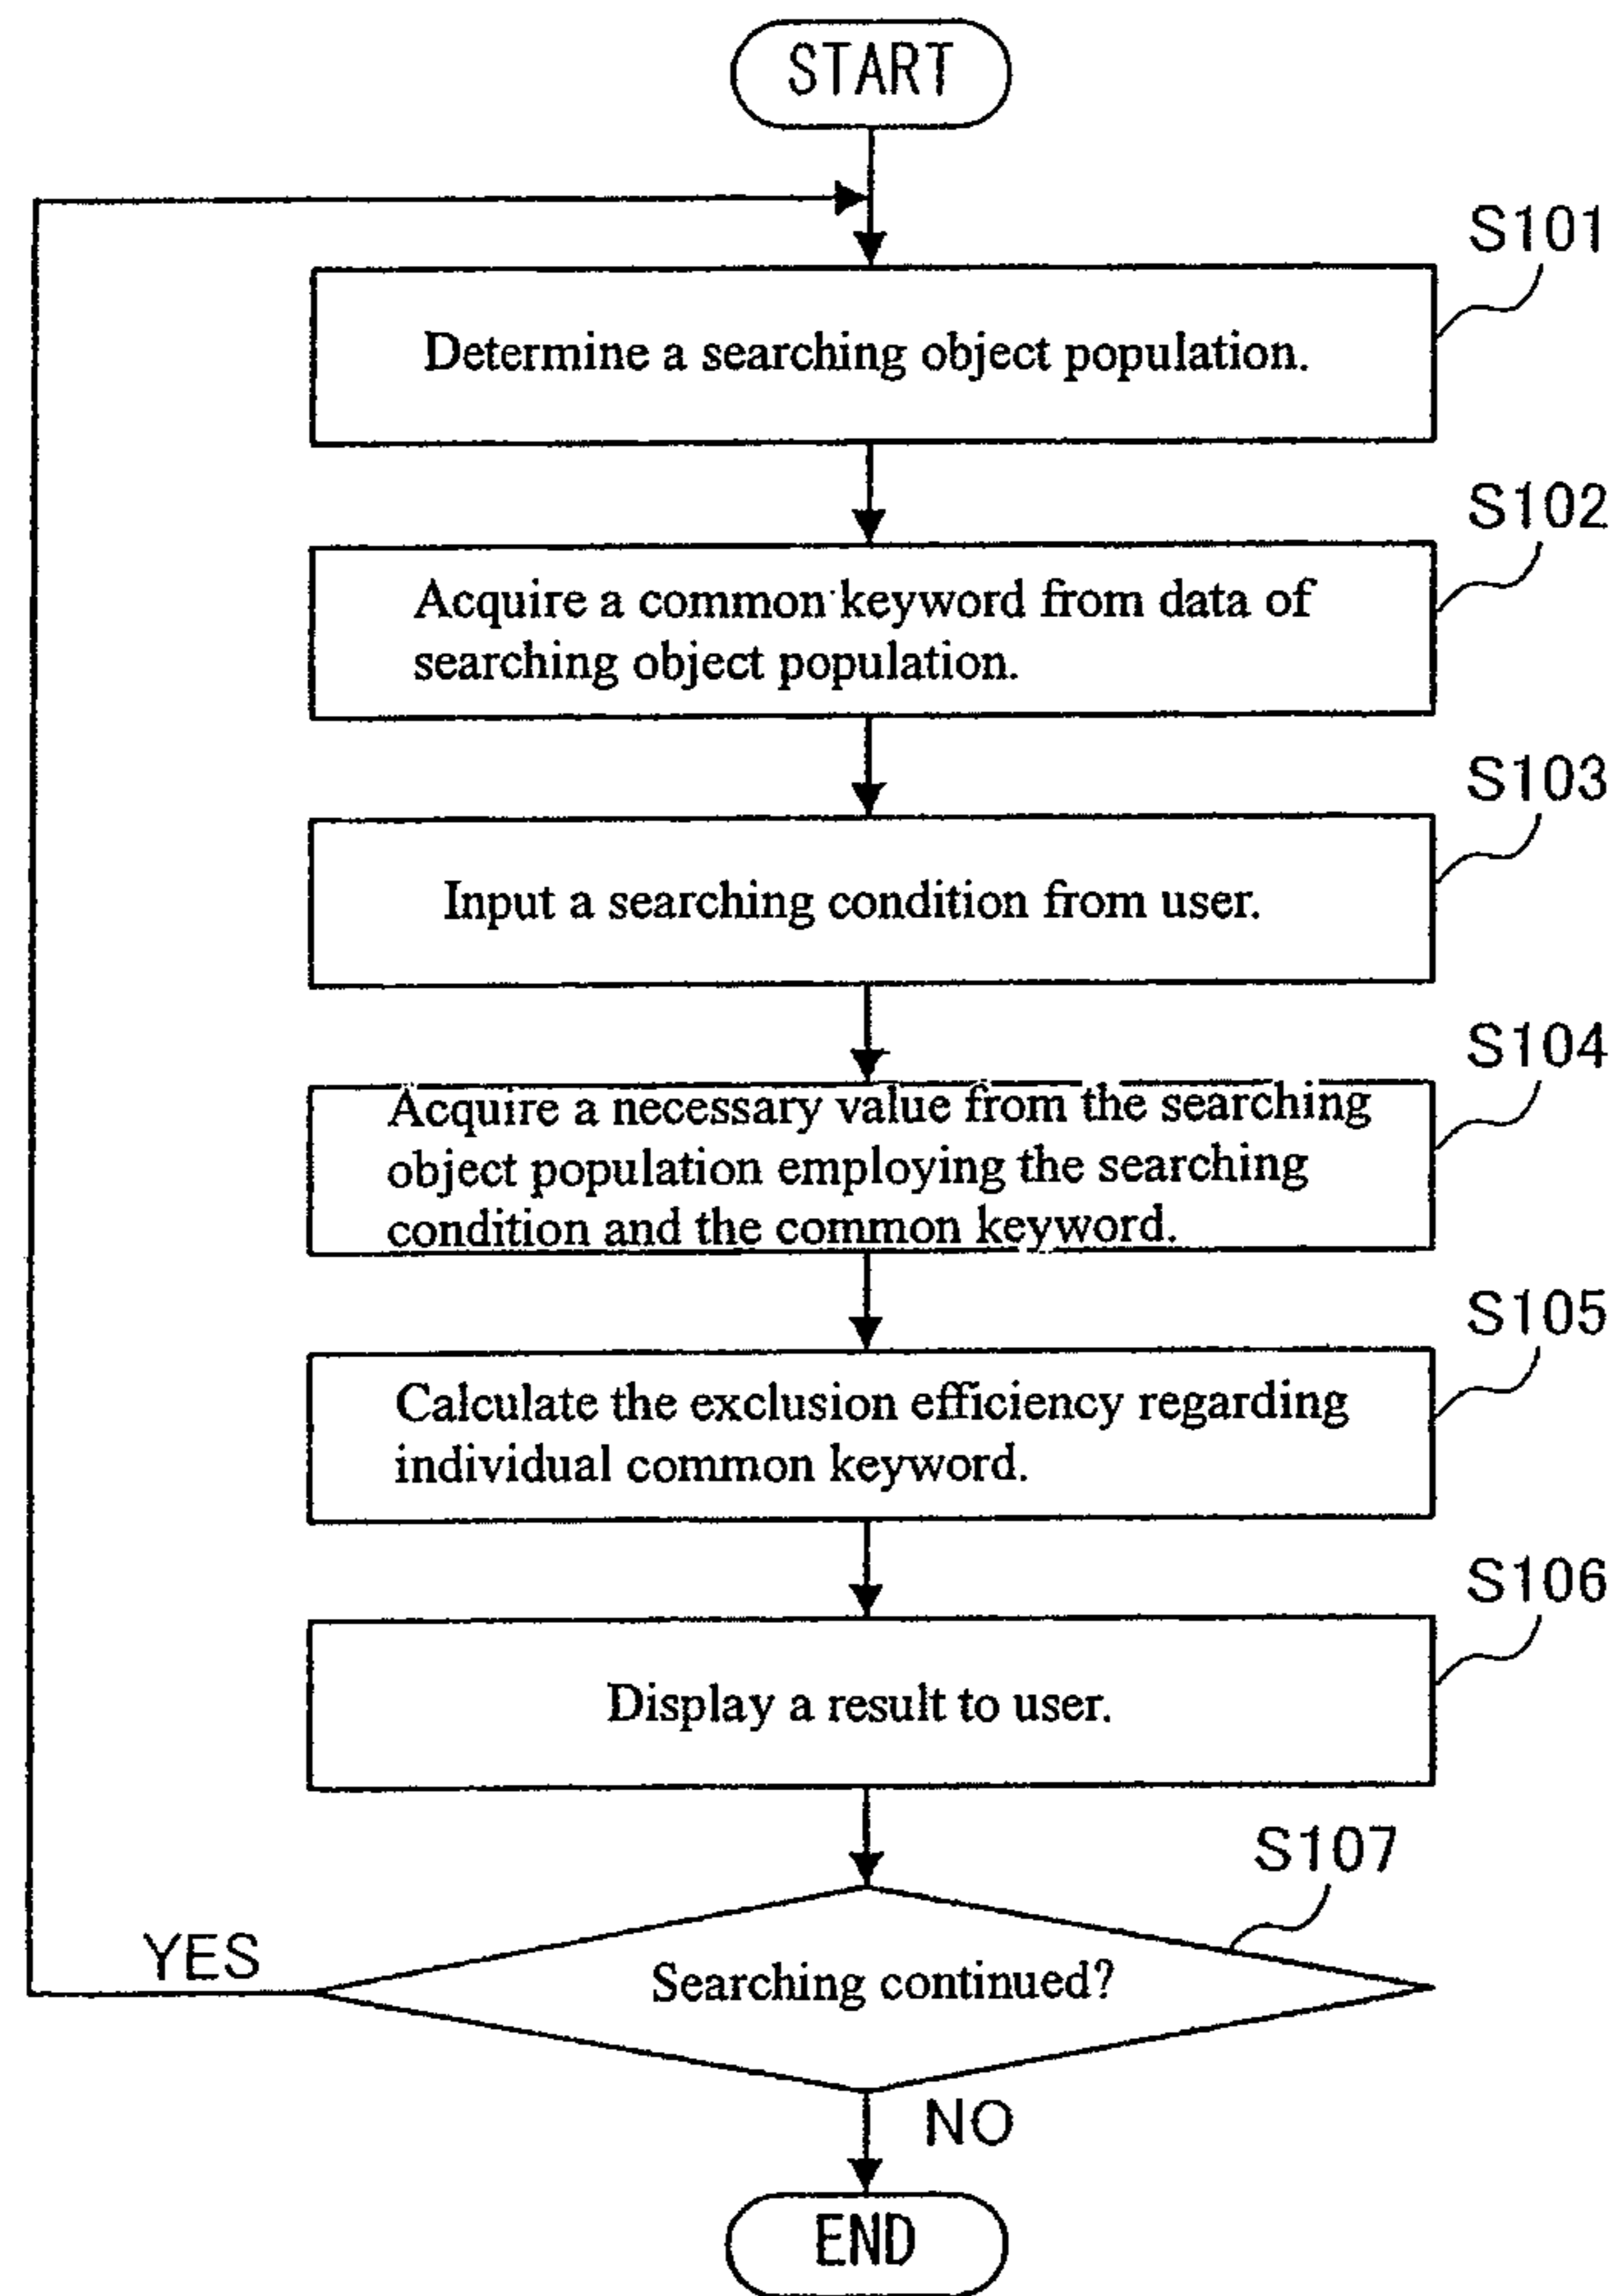 START
S101
Determine a searching object population.
S102
Acquire a common keyword from data of
searching object population.
S103
Input a searching condition from user.
S104
Acquire a necessary value from the searching
object population employing the searching
condition and the common keyword.
S105
Calculate the exclusion efficiency regarding
individual common keyword.
S106
Display a result to user.
S107
YES
Searching continued?
NO
END